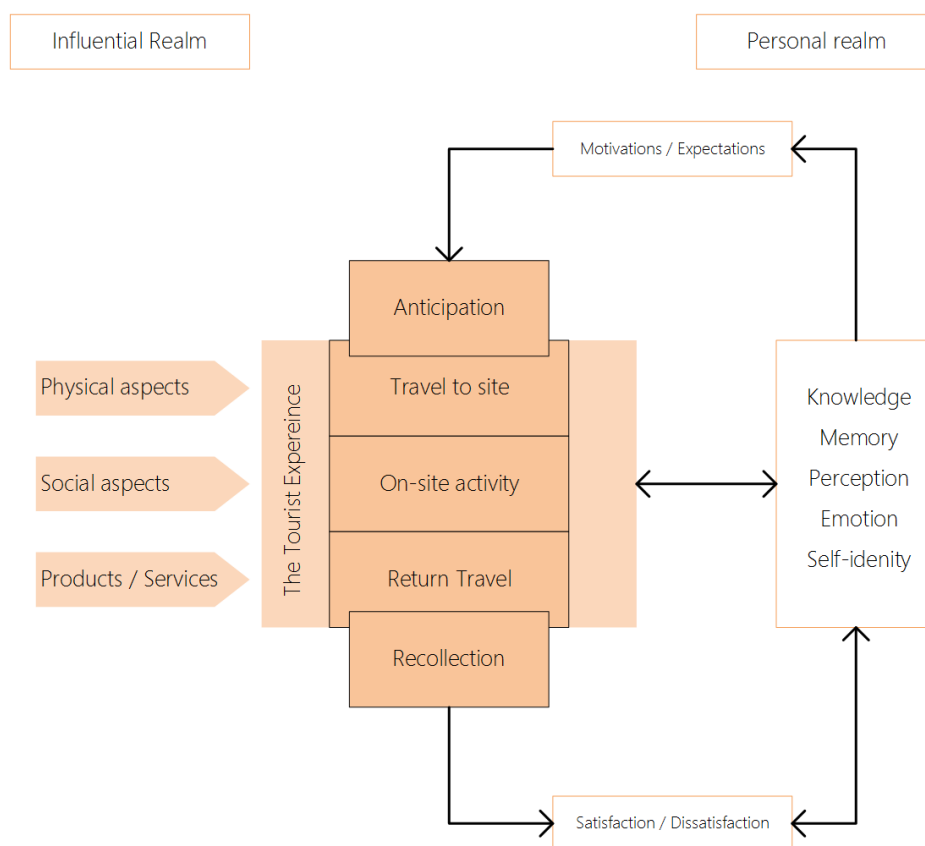 Influential Realm
Personal realm
Motivations / Expectations
Anticipation
Physical aspects
Social aspects
Products / Services
The Tourist Expereince
Travel to site
On-site activity
Return Travel
Recollection
Knowledge
Memory
Perception
Emotion
Self-idenity
Satisfaction / Dissatisfaction